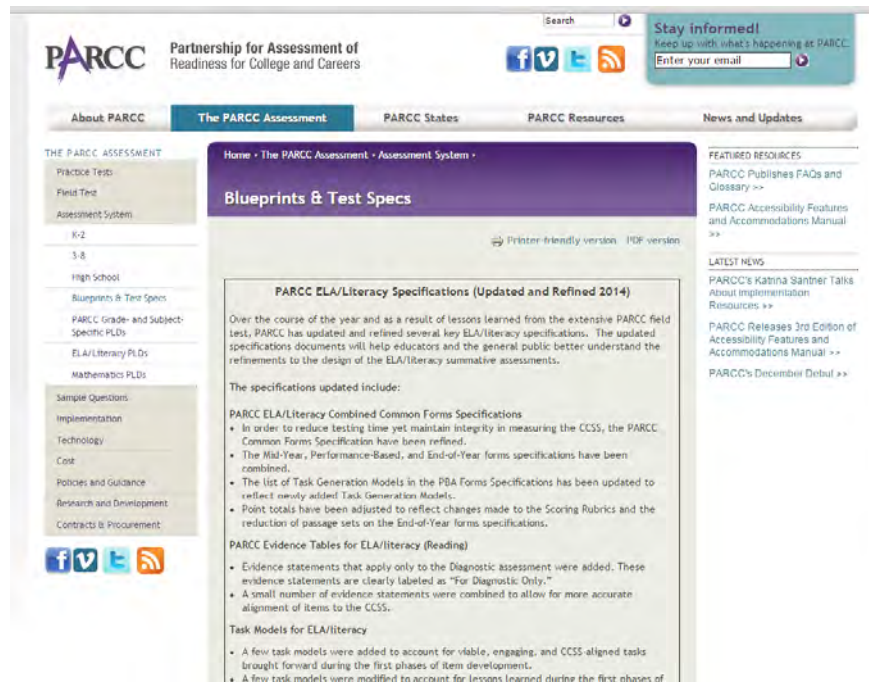 Search
Stay informed!
Keep up with what's happening at PARCC.
Enter your email
PARCC
Partnership for Assessment of
Readiness for College and Careers
About PARCC
The PARCC Assessment
PARCC States
PARCC Resources
News and Updates
THE PARCC ASSESSMENT
Practice Tests
Field Test
Assessment System
K-2
3-8
High School
Blueprints & Test Specs
PARCC Grade- and Subject-
Specific PLDs
ELA/Literacy PLDs
Mathematics PLDs
Sample Questions
Implementation
Technology
Cost
Policies and Guidance
Research and Development
Contracts & Procurement
Home • The PARCC Assessment • Assessment System •
Blueprints & Test Specs
Printer-friendly version PDF version
PARCC ELA/Literacy Specifications (Updated and Refined 2014)
Over the course of the year and as a result of lessons learned from the extensive PARCC field
test, PARCC has updated and refined several key ELA/literacy specifications. The updated
specifications documents will help educators and the general public better understand the
refinements to the design of the ELA/literacy summative assessments.
The specifications updated include:
PARCC ELA/Literacy Combined Common Forms Specifications
• In order to reduce testing time yet maintain integrity in measuring the CCSS, the PARCC
Common Forms Specification have been refined.
• The Mid-Year, Performance-Based, and End-of-Year forms specifications have been
combined.
• The list of Task Generation Models in the PBA Forms Specifications has been updated to
reflect newly added Task Generation Models.
• Point totals have been adjusted to reflect changes made to the Scoring Rubrics and the
reduction of passage sets on the End-of-Year forms specifications.
PARCC Evidence Tables for ELA/literacy (Reading)
• Evidence statements that apply only to the Diagnostic assessment were added. These
evidence statements are clearly labeled as "For Diagnostic Only."
• A small number of evidence statements were combined to allow for more accurate
alignment of items to the CCSS.
Task Models for ELA/literacy
• A few task models were added to account for viable, engaging, and CCSS-aligned tasks
brought forward during the first phases of item development.
• A few task models were modified to account for lessons learned during the first phases of
FEATURED RESOURCES
PARCC Publishes FAQs and
Glossary >>
PARCC Accessibility Features
and Accommodations Manual
>>
LATEST NEWS
PARCC's Katrina Santner Talks
About Implementation
Resources >>
PARCC Releases 3rd Edition of
Accessibility Features and
Accommodations Manual >>
PARCC's December Debut >>